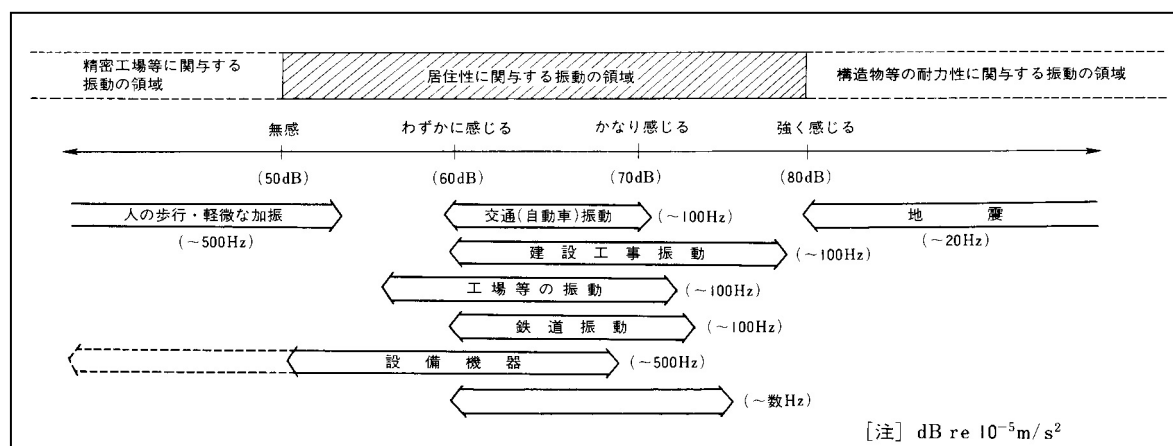 精密工場等に関与する
振動の領域
居住性に関与する振動の領域
構造物等の耐力性に関与する振動の領域
無感
わずかに感じる
かなり感じる
強く感じる
(50dB)
(60dB)
(70dB)
(80dB)
人の歩行・軽微な加振
(～500Hz)
交通(自動車)振動
(～100Hz)
地震
(～20Hz)
建設工事振動
(～100Hz)
工場等の振動
(～100Hz)
鉄道振動
(～100Hz)
設備機器
(～500Hz)
(～数Hz)
[注] dB re 10⁻⁵m/s²